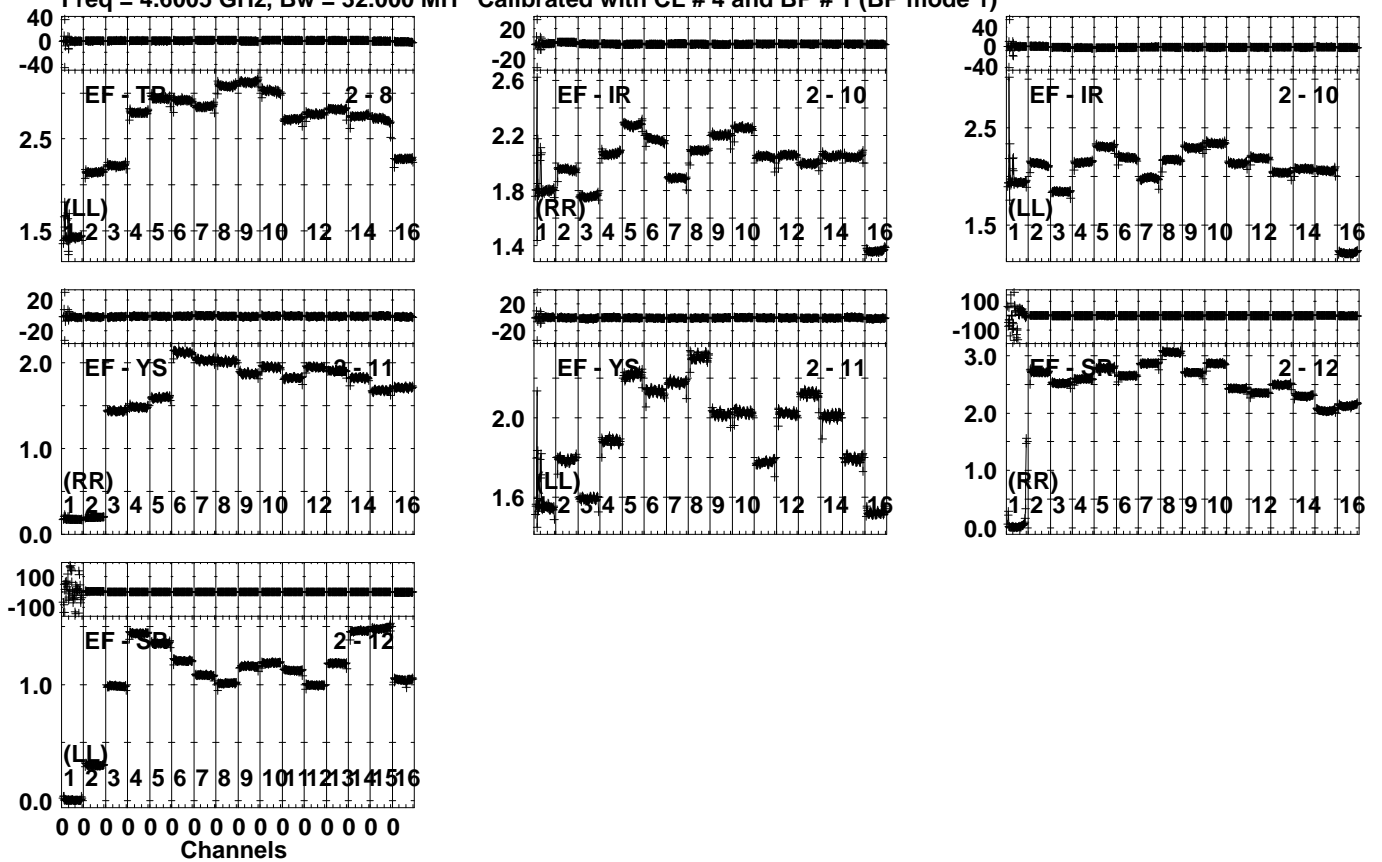 Freq = 4.6005 GHz, Bw = 32.000 MH Calibrated with CL # 4 and BP # 1 (BP mode 1)
40
0
-40
EF - TR 2 - 8
2.5
1.5
(LL)
1 2 3 4 5 6 7 8 9 10 12 14 16
20
-20
2.6
2.2
1.8
1.4
EF - IR 2 - 10
(RR)
1 2 3 4 5 6 7 8 9 10 12 14 16
40
0
-40
EF - IR 2 - 10
2.5
1.5
(LL)
1 2 3 4 5 6 7 8 9 10 12 14 16
20
-20
2.0
1.0
0.0
EF - YS 2 - 11
(RR)
1 2 3 4 5 6 7 8 9 10 12 14 16
20
-20
EF - YS 2 - 11
2.0
1.6
(LL)
1 2 3 4 5 6 7 8 9 10 12 14 16
100
-100
3.0
2.0
1.0
0.0
EF - SR 2 - 12
(RR)
1 2 3 4 5 6 7 8 9 10 12 14 16
100
-100
EF - SR 2 - 12
1.0
0.0
(LL)
1 2 3 4 5 6 7 8 9 10 11 12 13 14 15 16
0 0 0 0 0 0 0 0 0 0 0 0 0 0 0 0
Channels